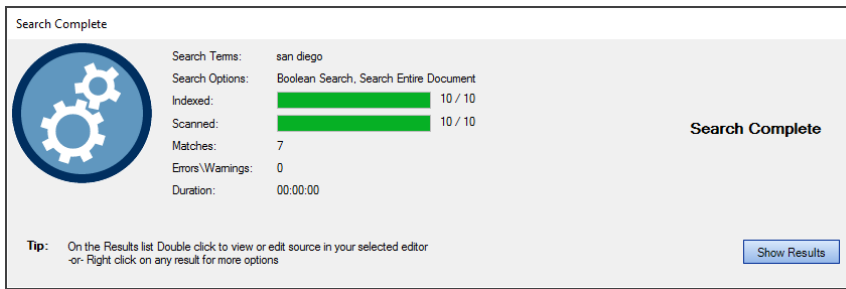 Search Complete
Search Terms: san diego
Search Options: Boolean Search, Search Entire Document
Indexed: 10 / 10
Scanned: 10 / 10
Matches: 7
Errors\Warnings: 0
Duration: 00:00:00
Search Complete
Tip: On the Results list Double click to view or edit source in your selected editor
-or- Right click on any result for more options
Show Results